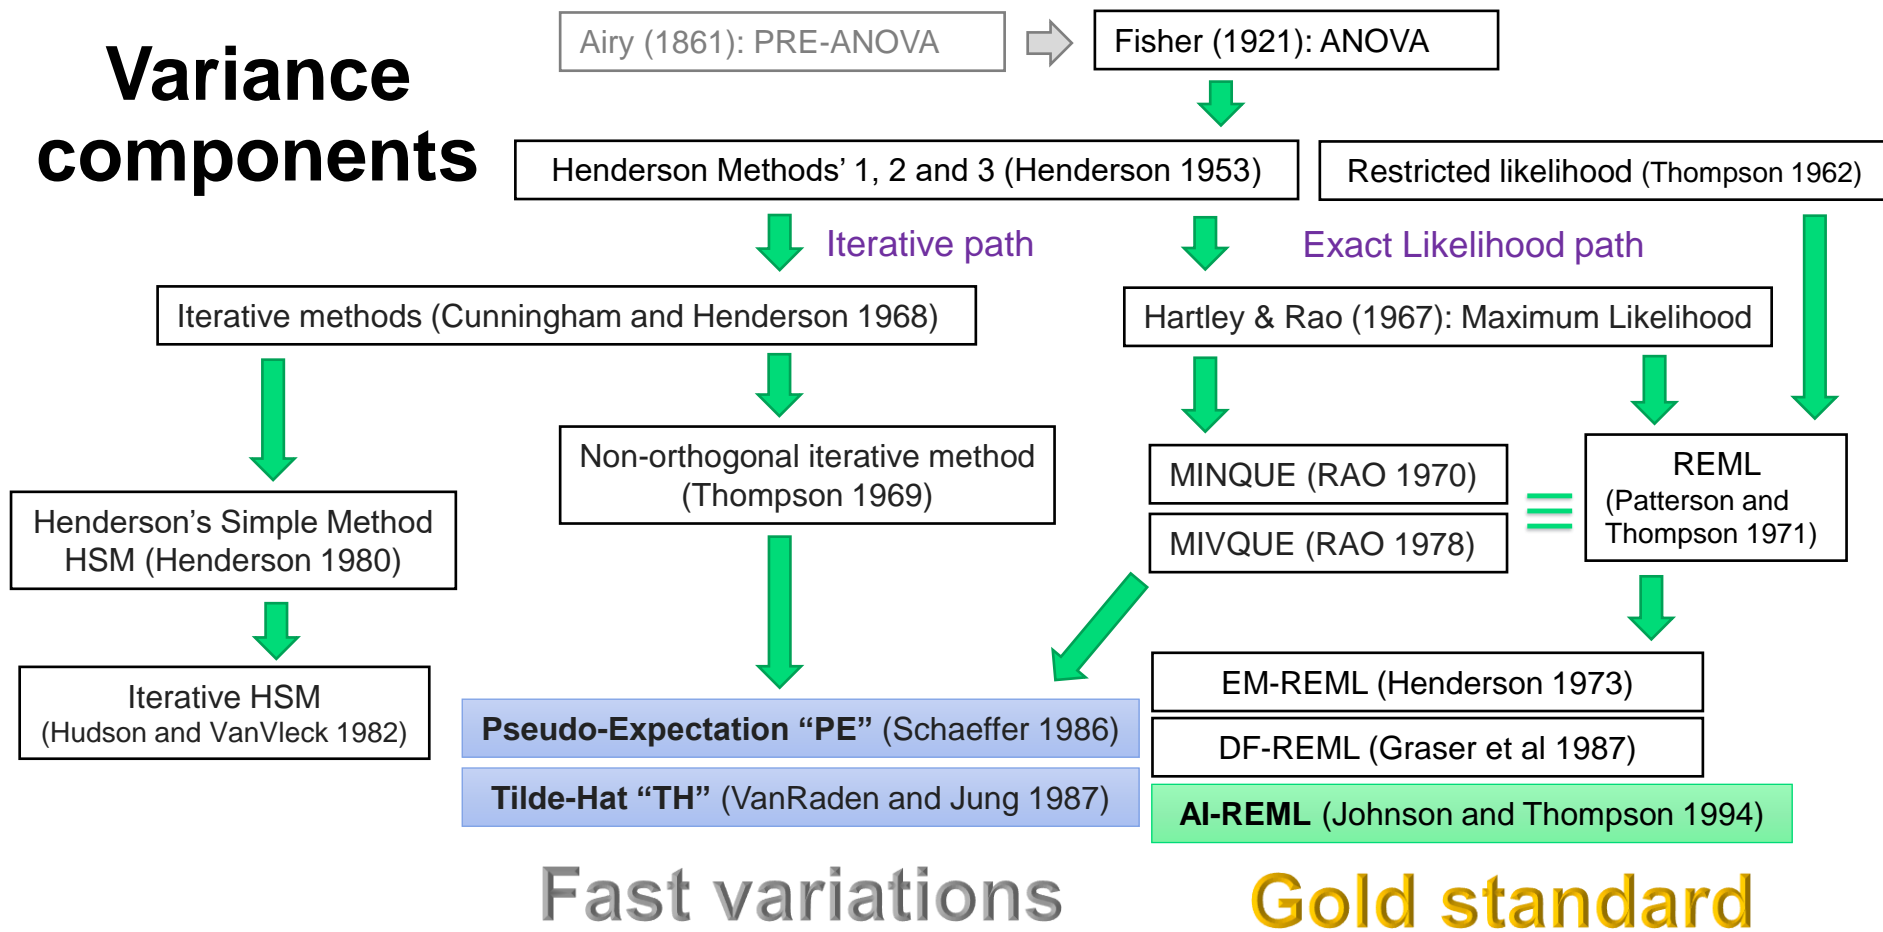 Variance
components
Airy (1861): PRE-ANOVA
Fisher (1921): ANOVA
Henderson Methods’ 1, 2 and 3 (Henderson 1953)
Restricted likelihood (Thompson 1962)
Iterative path
Exact Likelihood path
Iterative methods (Cunningham and Henderson 1968)
Hartley & Rao (1967): Maximum Likelihood
Non-orthogonal iterative method
(Thompson 1969)
MINQUE (RAO 1970)
MIVQUE (RAO 1978)
REML
(Patterson and
Thompson 1971)
Henderson’s Simple Method
HSM (Henderson 1980)
Iterative HSM
(Hudson and VanVleck 1982)
Pseudo-Expectation “PE” (Schaeffer 1986)
Tilde-Hat “TH” (VanRaden and Jung 1987)
EM-REML (Henderson 1973)
DF-REML (Graser et al 1987)
AI-REML (Johnson and Thompson 1994)
Fast variations
Gold standard